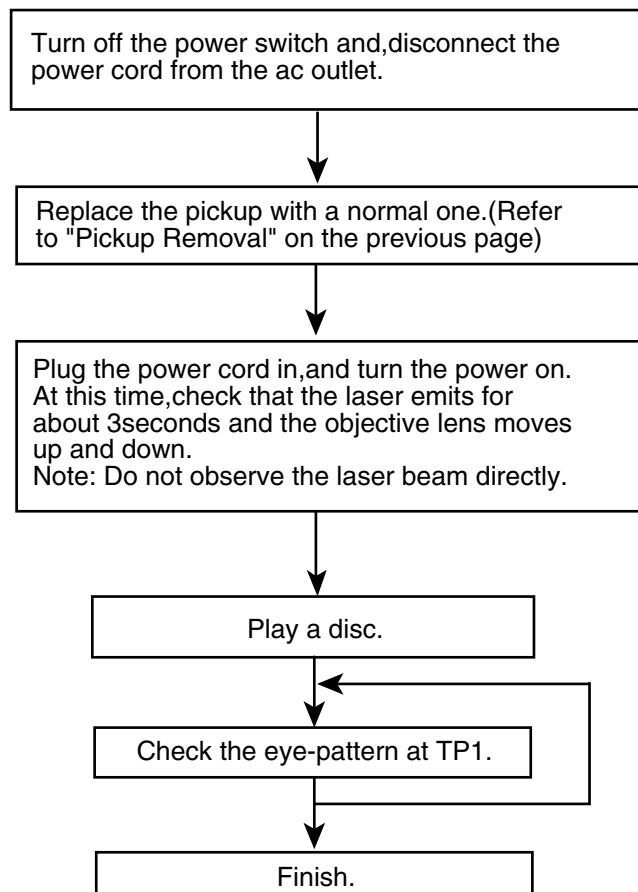 Turn off the power switch and,disconnect the
power cord from the ac outlet.
Replace the pickup with a normal one.(Refer
to "Pickup Removal" on the previous page)
Plug the power cord in,and turn the power on.
At this time,check that the laser emits for
about 3seconds and the objective lens moves
up and down.
Note: Do not observe the laser beam directly.
Play a disc.
Check the eye-pattern at TP1.
Finish.